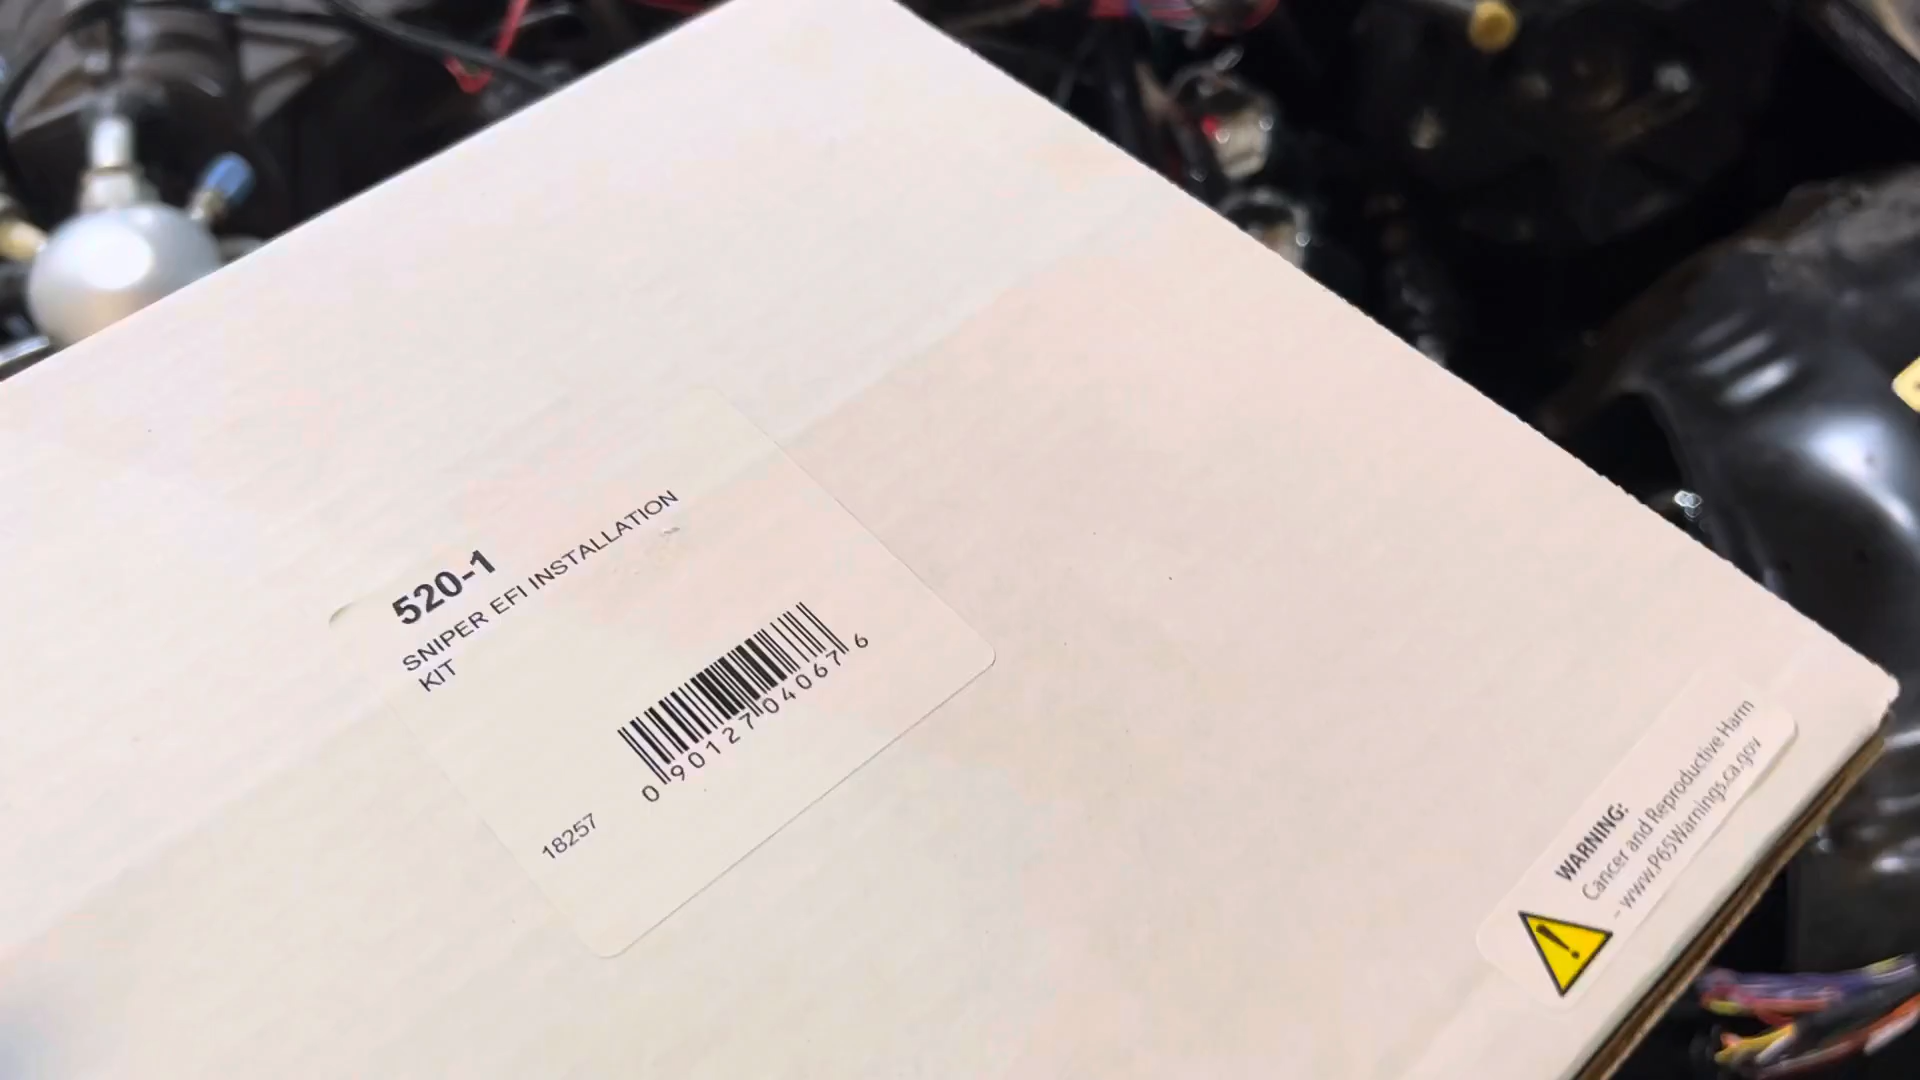 520-1
SNIPER EFI INSTALLATION
KIT
0 90127 04067 6
18257
WARNING:
Cancer and Reproductive Harm
- www.P65Warnings.ca.gov